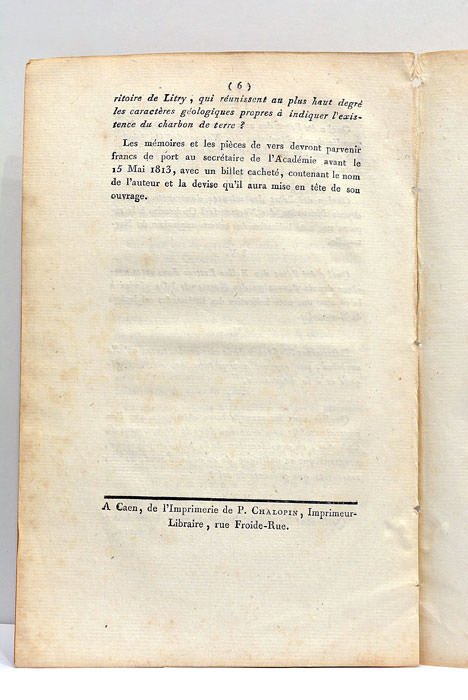 ( 6 )
ritoire de Litry , qui réunissent au plus haut degré
les caractères géologiques propres à indiquer l'exis-
tence du charbon de terre ?
Les mémoires et les pièces de vers devront parvenir
francs de port au secrétaire de l'Académie avant le
15 Mai 1813, avec un billet cacheté, contenant le nom
de l'auteur et la devise qu'il aura mise en tête de son
ouvrage.
A Caen, de l'Imprimerie de P. CHALOPIN, Imprimeur-
Libraire, rue Froide-Rue.